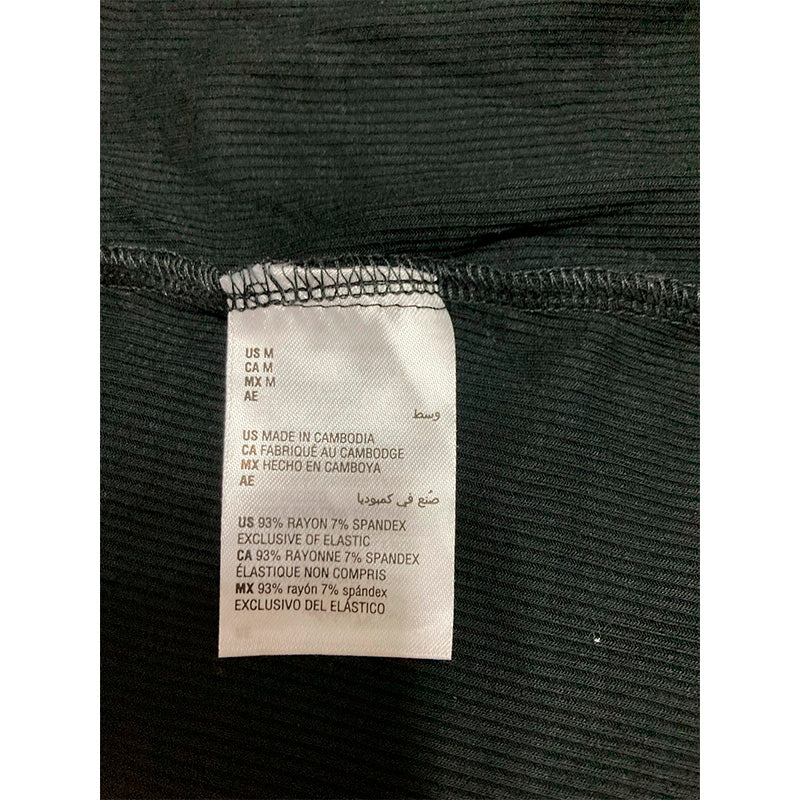 US M
CA M
MX M
AE
وسط
US MADE IN CAMBODIA
CA FABRIQUÉ AU CAMBODGE
MX HECHO EN CAMBOYA
AE
صُنع في كمبوديا
US 93% RAYON 7% SPANDEX
EXCLUSIVE OF ELASTIC
CA 93% RAYONNE 7% SPANDEX
ÉLASTIQUE NON COMPRIS
MX 93% rayón 7% spándex
EXCLUSIVO DEL ELÁSTICO